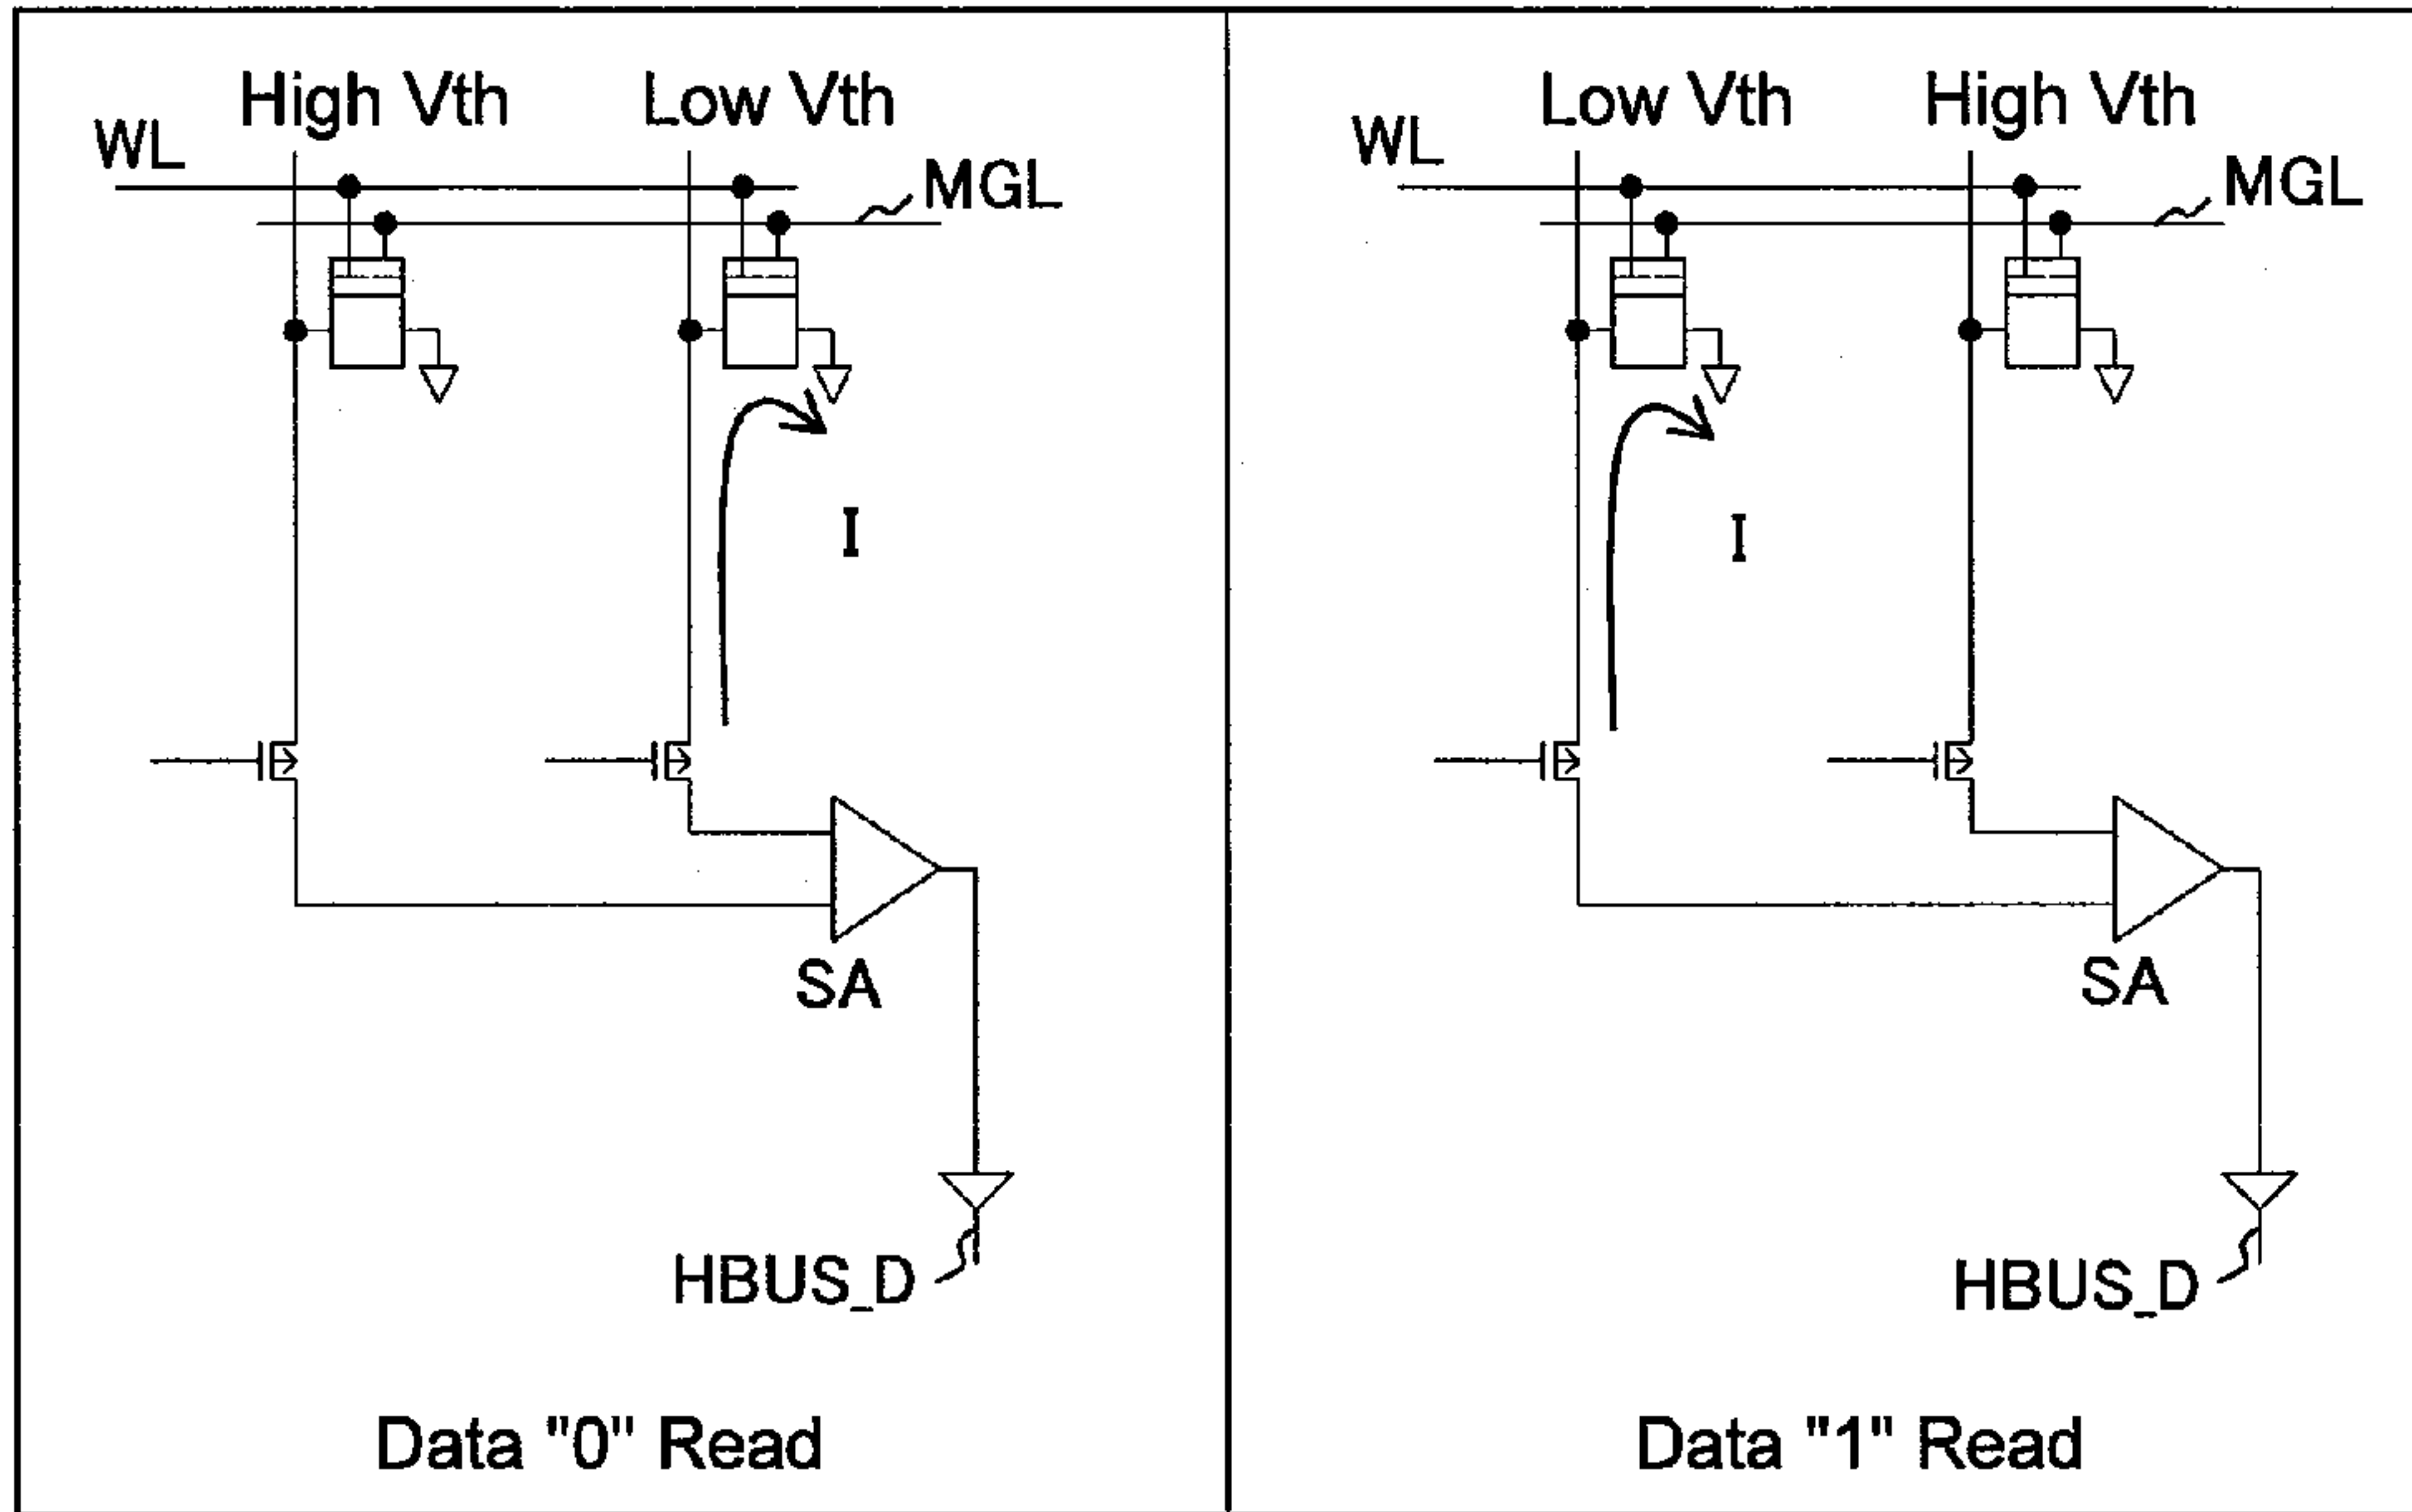 High Vth
Low Vth
WL
MGL
I
SA
HBUS_D
Data "0" Read
Low Vth
High Vth
WL
MGL
I
SA
HBUS_D
Data "1" Read